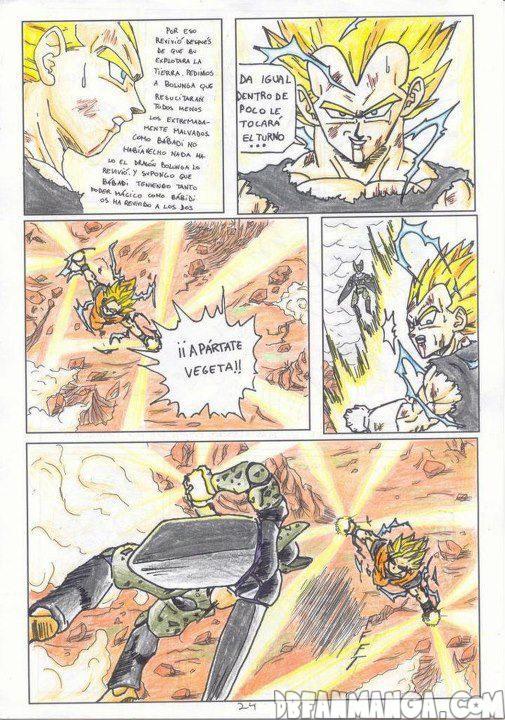 POR ESO
REVIVIÓ DESPUÉS
DE QUE BU
EXPLOTARA LA
TIERRA. PEDIMOS
A BOLUNGA QUE
RESUCITARAN
TODOS MENOS
LOS EXTREMADA-
MENTE MALVADOS
COMO BABADI NO
HABÍA HECHO NADA MA-
LO EL DRAGÓN BOLUNGA LO
REVIVIÓ. Y SUPONGO QUE
BABADI TENIENDO TANTO
PODER MÁGICO COMO BÁBIDI
OS HA REVIVIDO A LOS DOS
DA IGUAL
DENTRO DE
POCO LE
TOCARÁ
EL TURNO
...
¡¡APÁRTATE
VEGETA!!
24
DBFANMANGA.COM